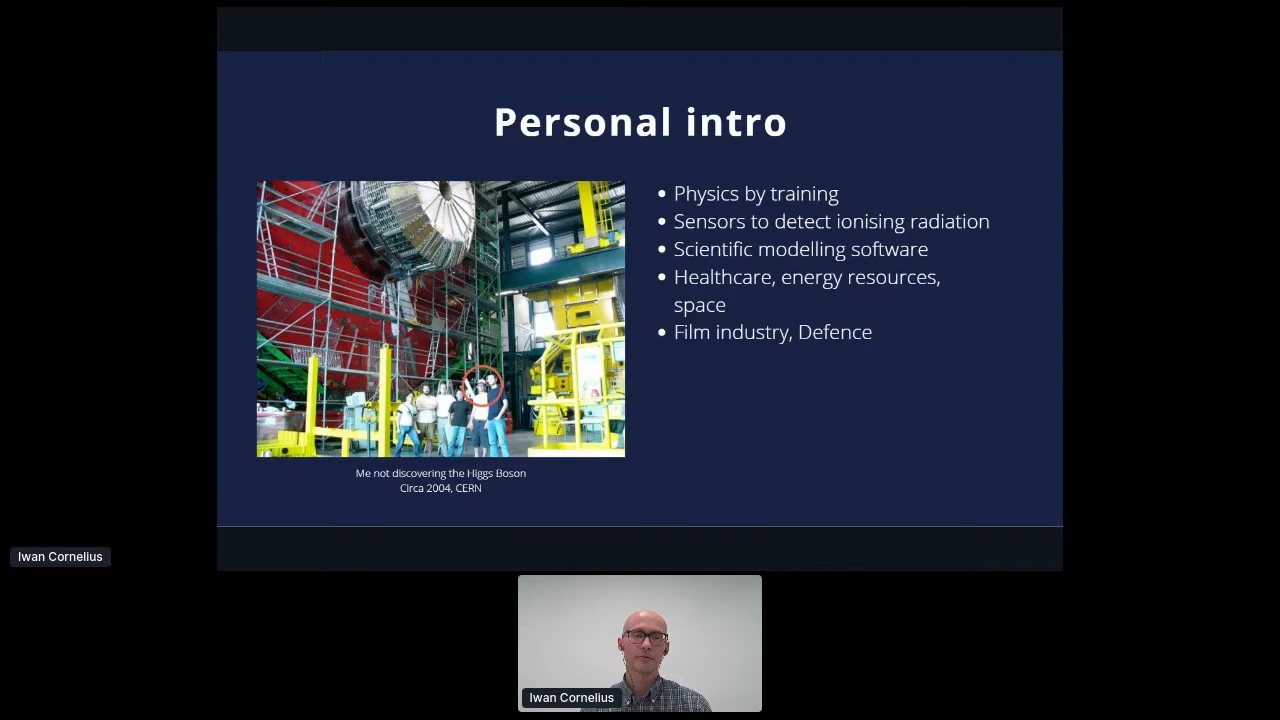 Personal intro
Physics by training
Sensors to detect ionising radiation
Scientific modelling software
Healthcare, energy resources,
space
Film industry, Defence
Me not discovering the Higgs Boson
Circa 2004, CERN
Iwan Cornelius
Iwan Cornelius